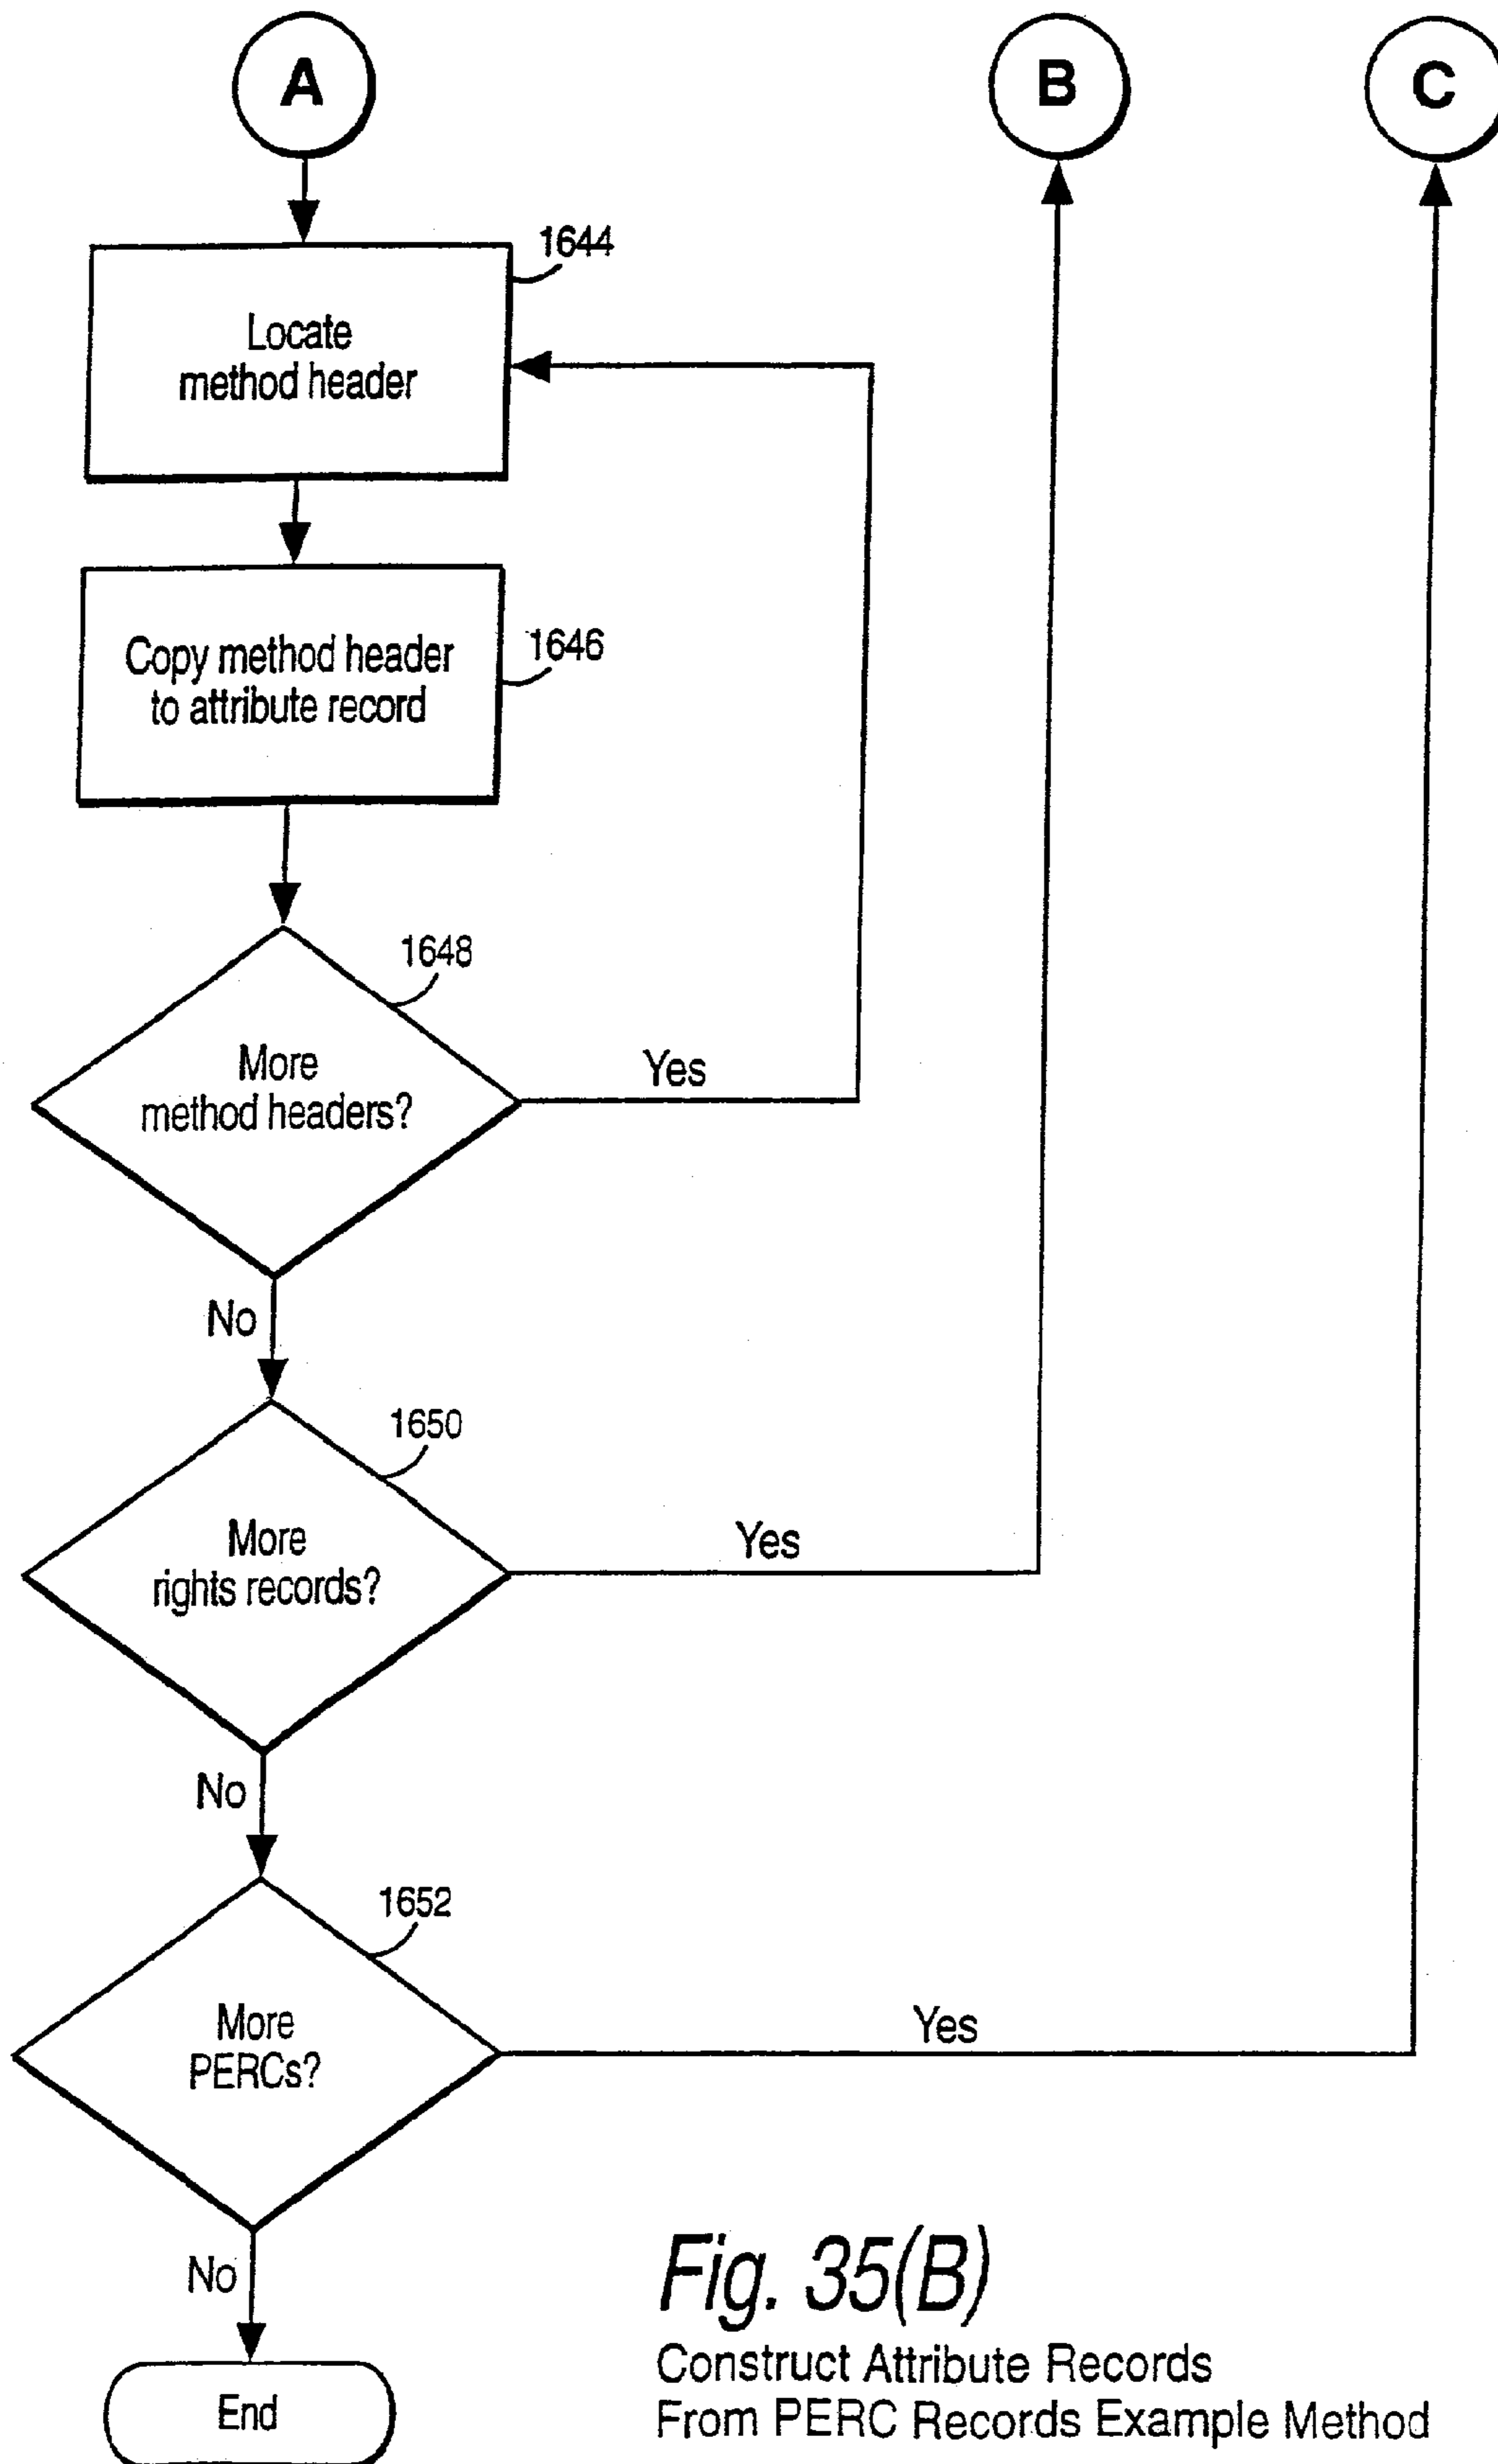 A
B
C
1644
Locate
method header
1646
Copy method header
to attribute record
1648
More
method headers?
Yes
No
1650
More
rights records?
Yes
No
1652
More
PERCs?
Yes
No
End
Fig. 35(B)
Construct Attribute Records
From PERC Records Example Method